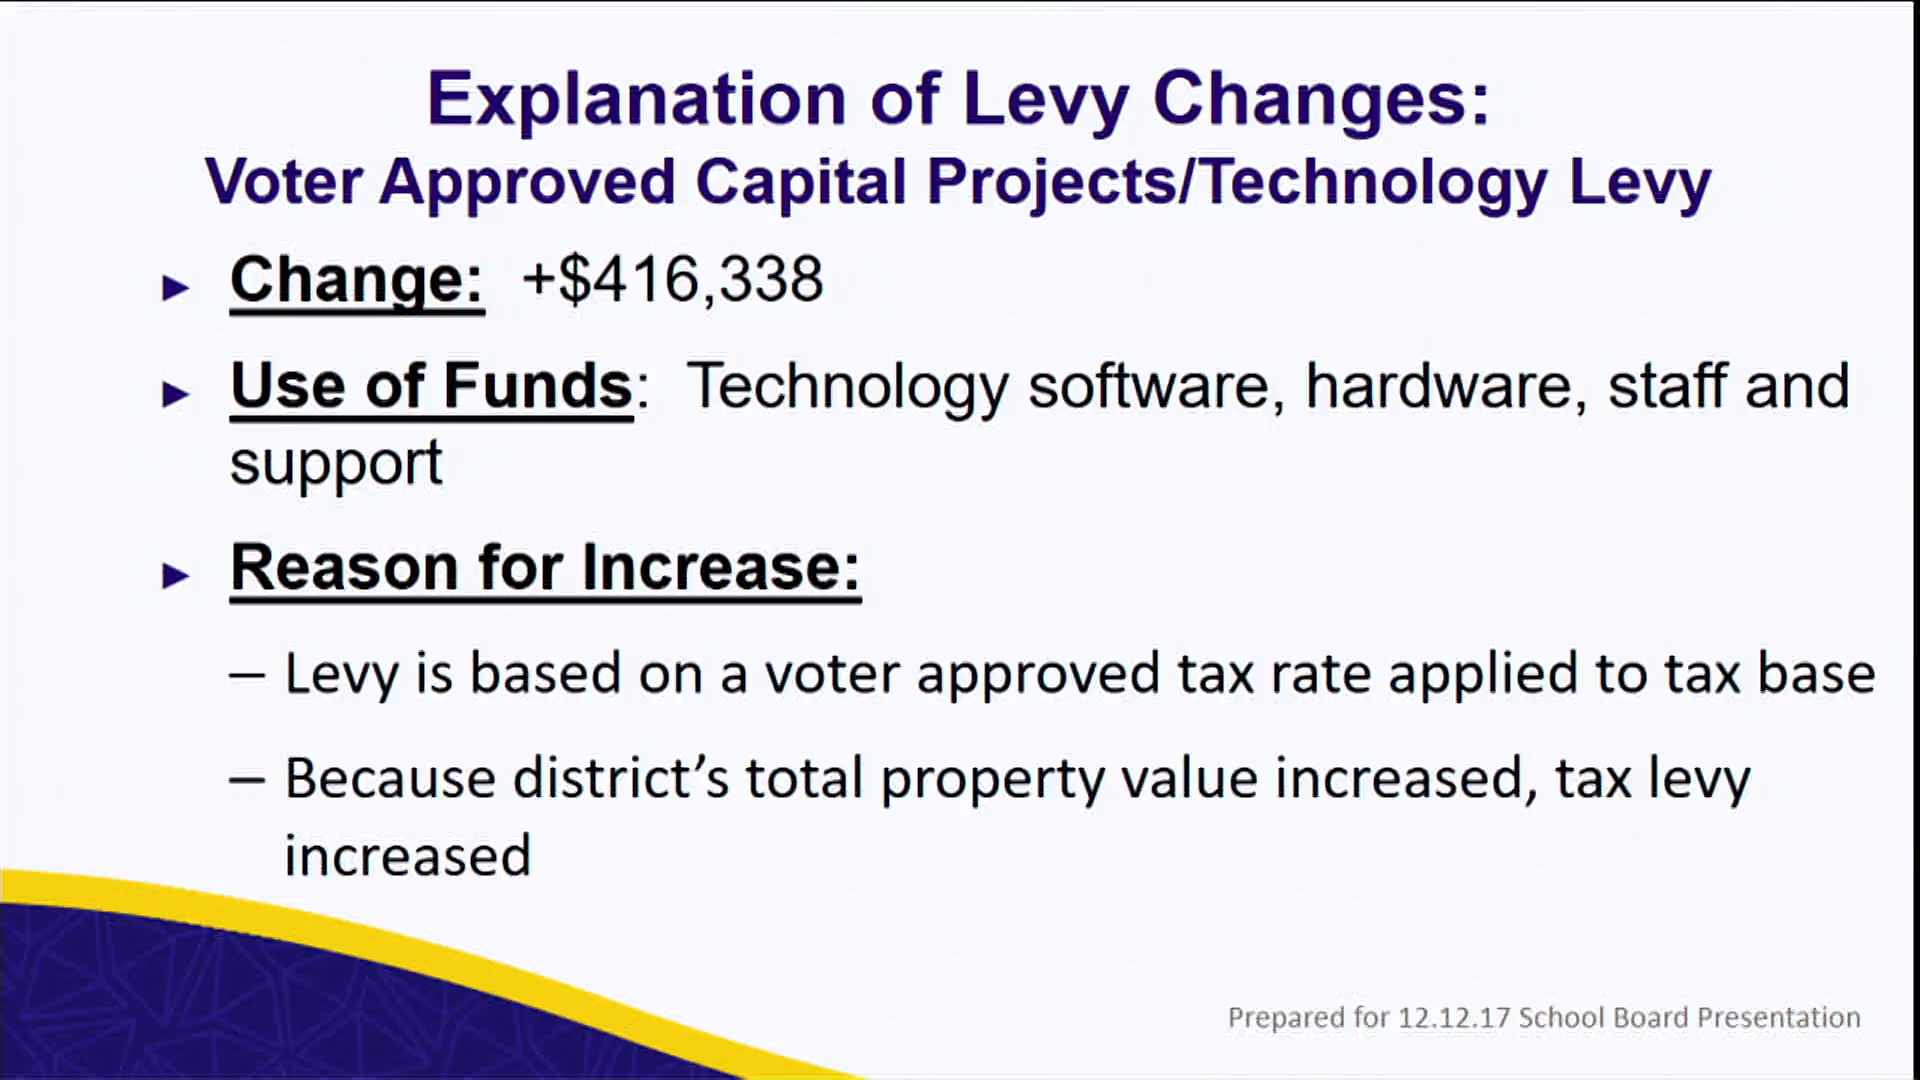 Explanation of Levy Changes:
Voter Approved Capital Projects/Technology Levy
► Change: +$416,338
► Use of Funds: Technology software, hardware, staff and
support
► Reason for Increase:
– Levy is based on a voter approved tax rate applied to tax base
– Because district’s total property value increased, tax levy
increased
Prepared for 12.12.17 School Board Presentation